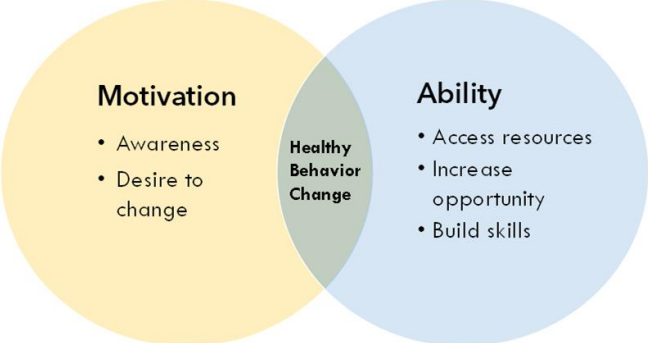 Motivation
• Awareness
• Desire to
change
Healthy
Behavior
Change
Ability
• Access resources
• Increase
opportunity
• Build skills